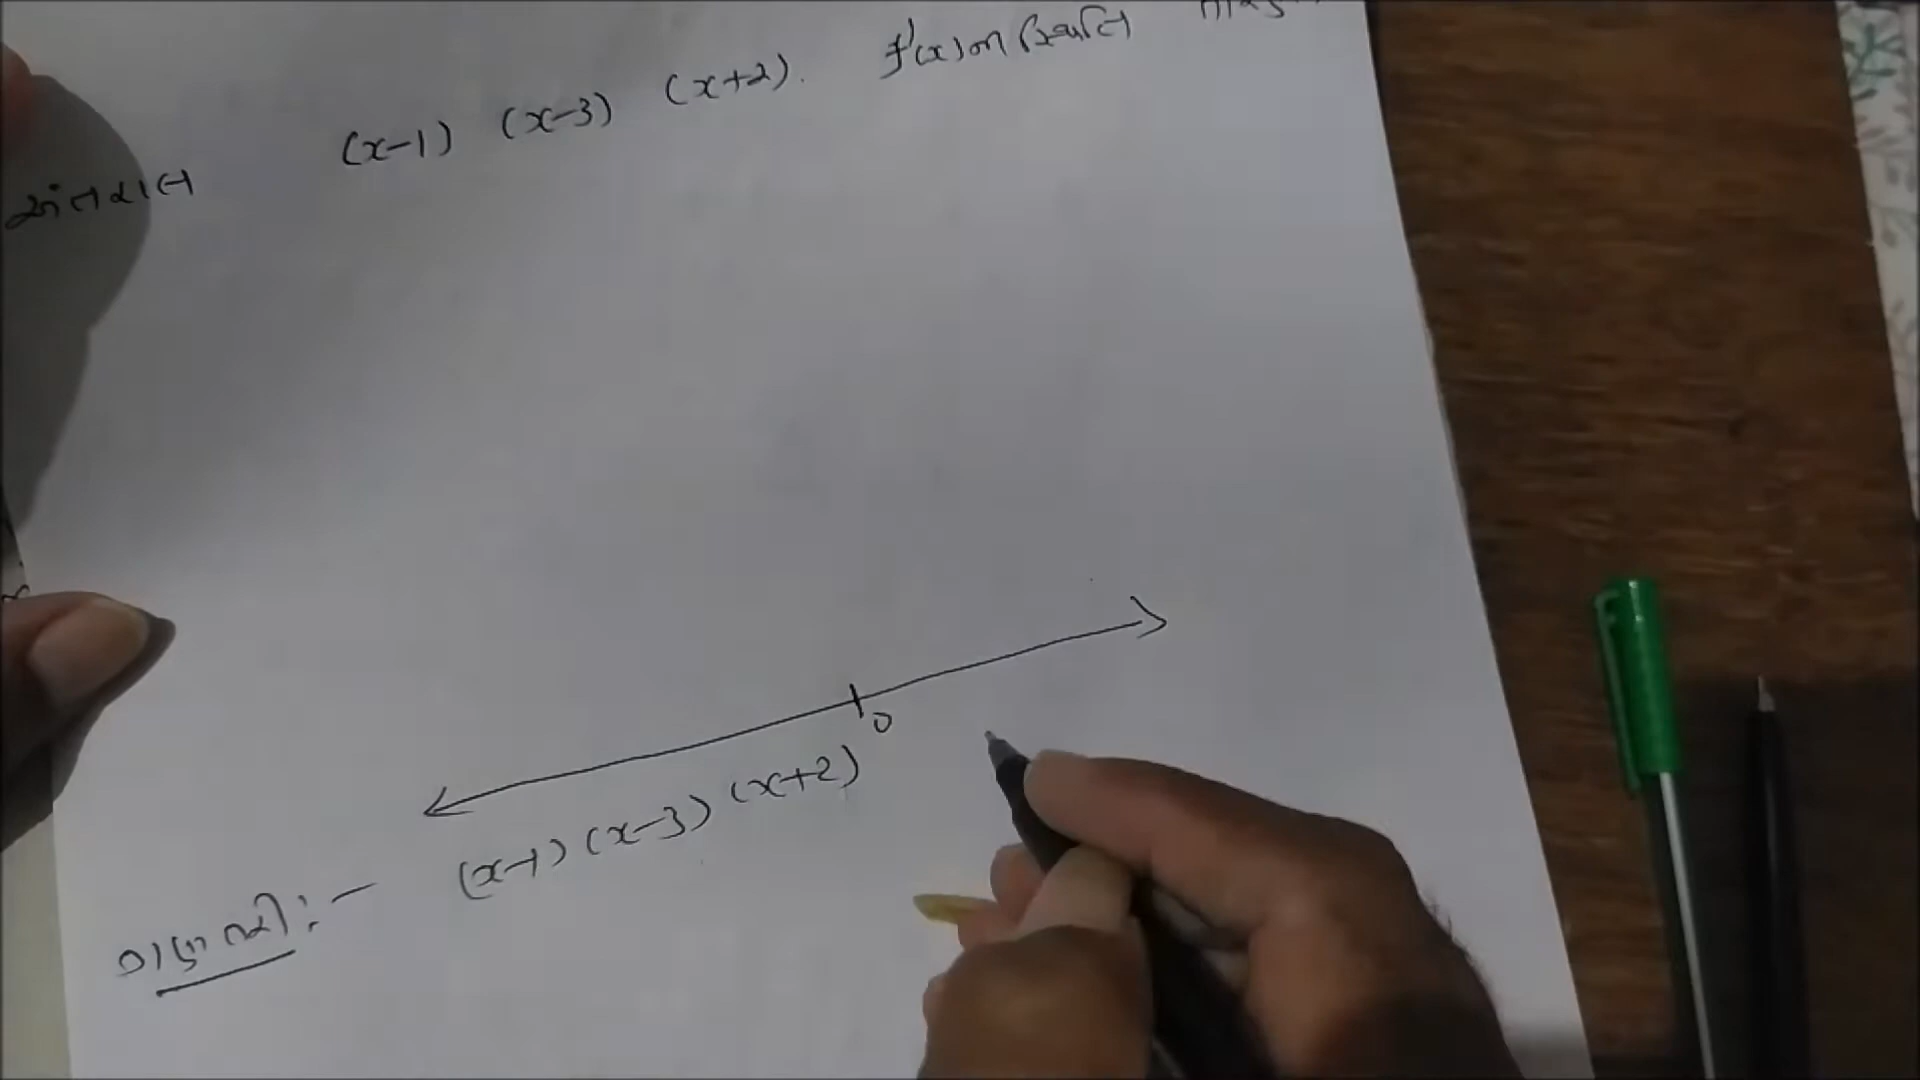 અંતરાલ (x-1) (x-3) (x+2). f'(x)ની સ્થિતિ
0
ગણતરી:- (x-1) (x-3) (x+2)